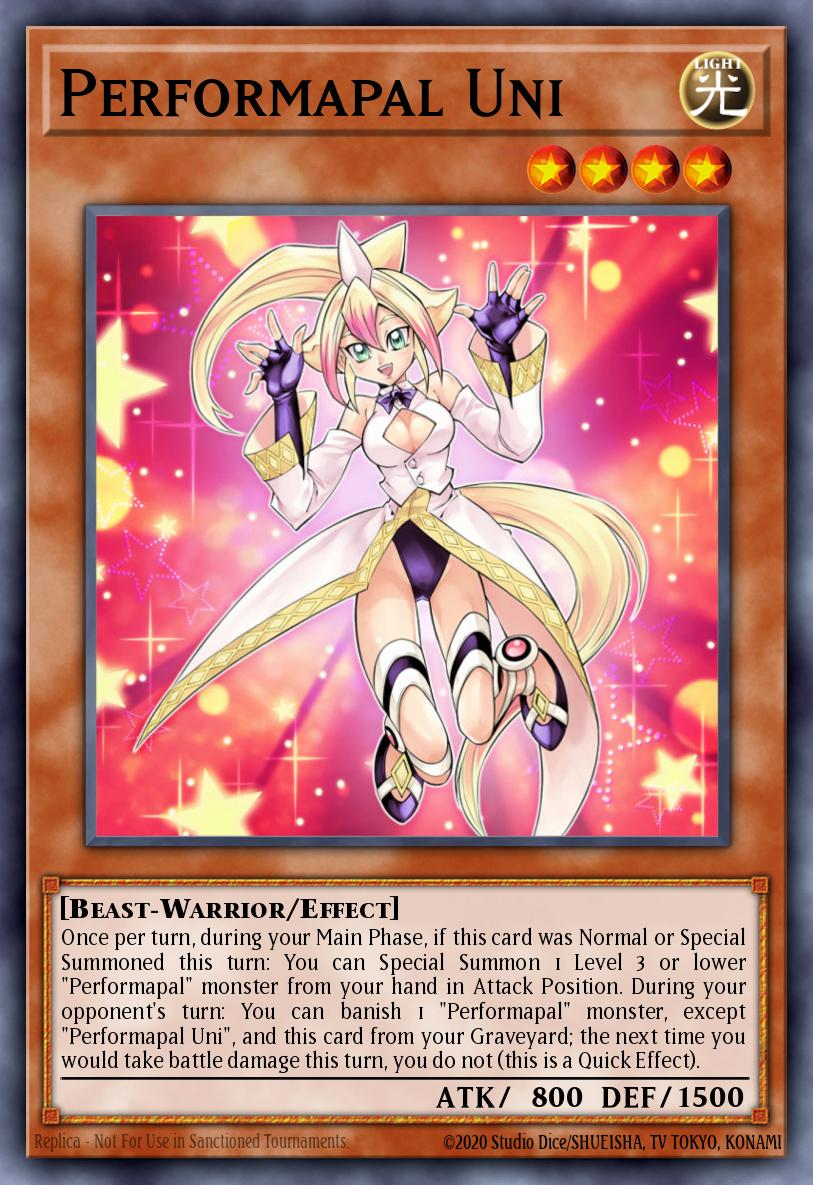 Performapal Uni
LIGHT
光
[Beast-Warrior/Effect]
Once per turn, during your Main Phase, if this card was Normal or Special
Summoned this turn: You can Special Summon 1 Level 3 or lower
"Performapal" monster from your hand in Attack Position. During your
opponent's turn: You can banish 1 "Performapal" monster, except
"Performapal Uni", and this card from your Graveyard; the next time you
would take battle damage this turn, you do not (this is a Quick Effect).
ATK/ 800 DEF/1500
Replica - Not For Use in Sanctioned Tournaments.
©2020 Studio Dice/SHUEISHA, TV TOKYO, KONAMI